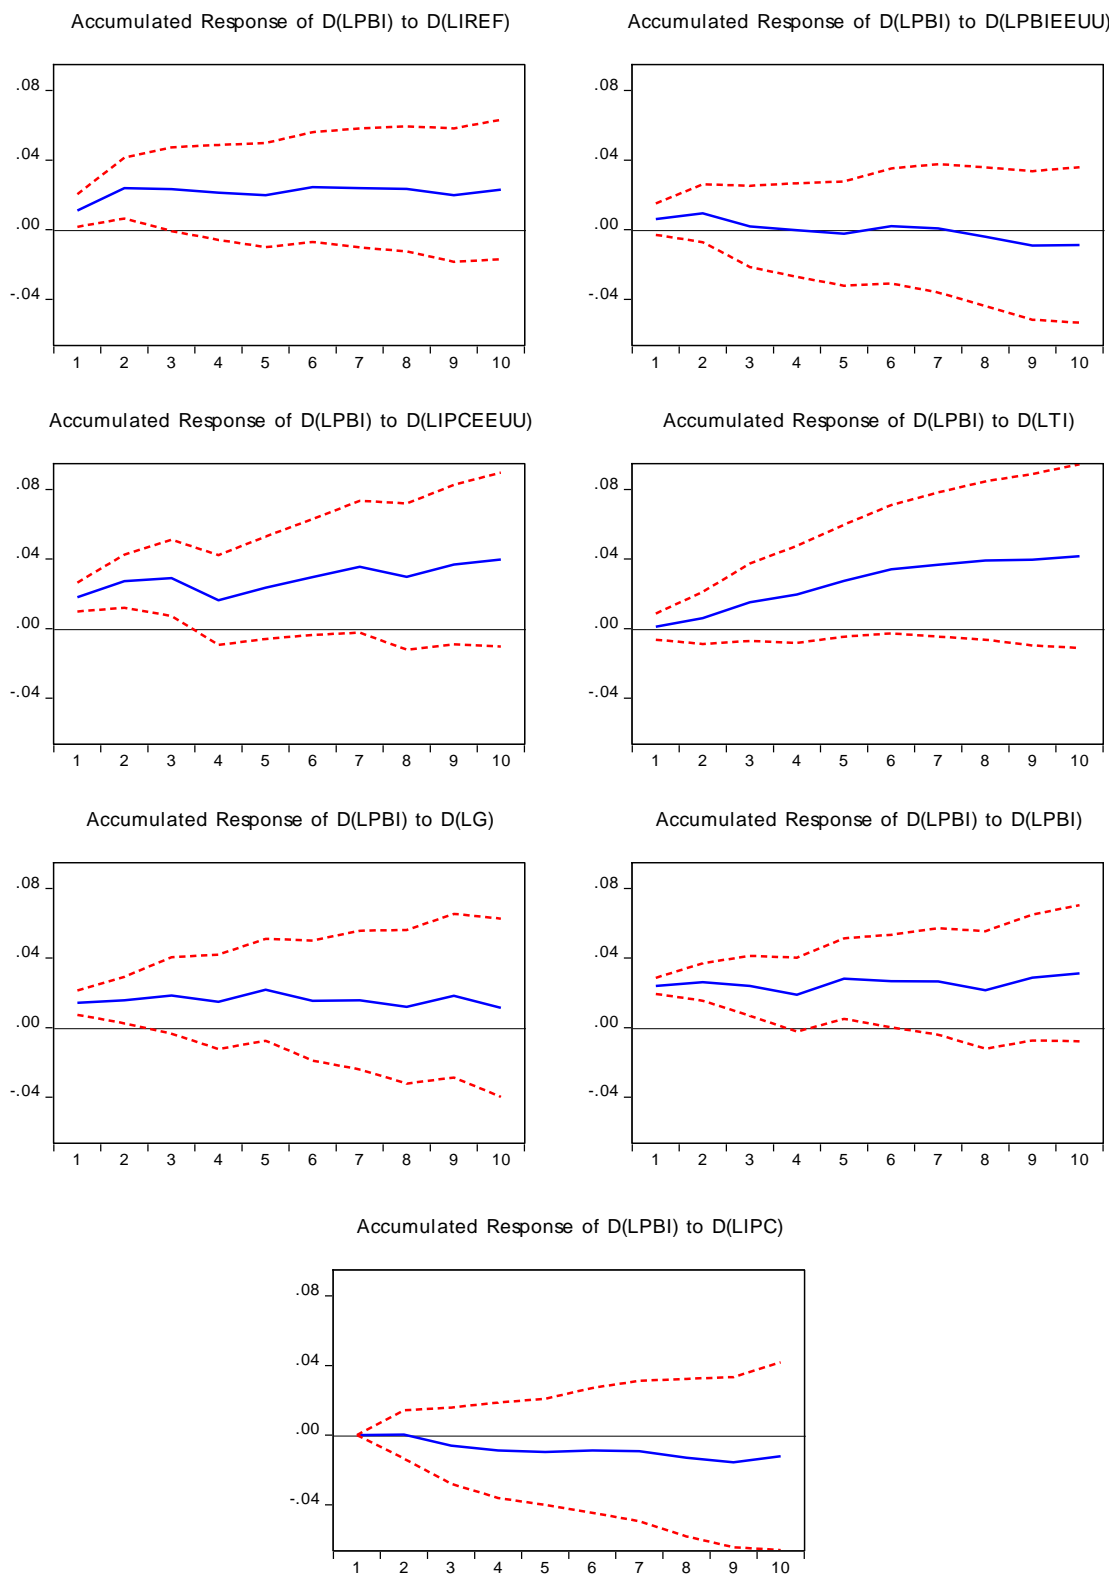 Accumulated Response of D(LPBI) to D(LIREF)
.08
.04
.00
-.04
1 2 3 4 5 6 7 8 9 10
Accumulated Response of D(LPBI) to D(LPBIEEUU)
.08
.04
.00
-.04
1 2 3 4 5 6 7 8 9 10
Accumulated Response of D(LPBI) to D(LIPCEEUU)
.08
.04
.00
-.04
1 2 3 4 5 6 7 8 9 10
Accumulated Response of D(LPBI) to D(LTI)
.08
.04
.00
-.04
1 2 3 4 5 6 7 8 9 10
Accumulated Response of D(LPBI) to D(LG)
.08
.04
.00
-.04
1 2 3 4 5 6 7 8 9 10
Accumulated Response of D(LPBI) to D(LPBI)
.08
.04
.00
-.04
1 2 3 4 5 6 7 8 9 10
Accumulated Response of D(LPBI) to D(LIPC)
.08
.04
.00
-.04
1 2 3 4 5 6 7 8 9 10